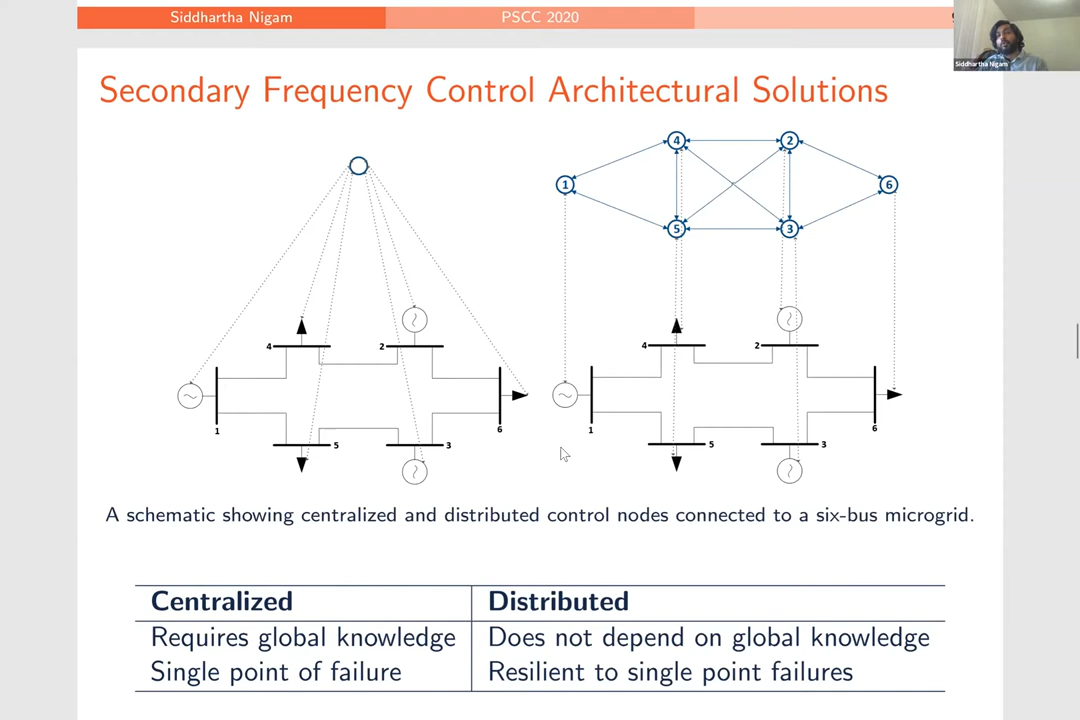 Siddhartha Nigam
PSCC 2020
Siddhartha Nigam
Secondary Frequency Control Architectural Solutions
4
2
1
6
5
3
4
2
1
6
5
3
4
2
1
6
5
3
A schematic showing centralized and distributed control nodes connected to a six-bus microgrid.
Centralized
Distributed
Requires global knowledge
Does not depend on global knowledge
Single point of failure
Resilient to single point failures